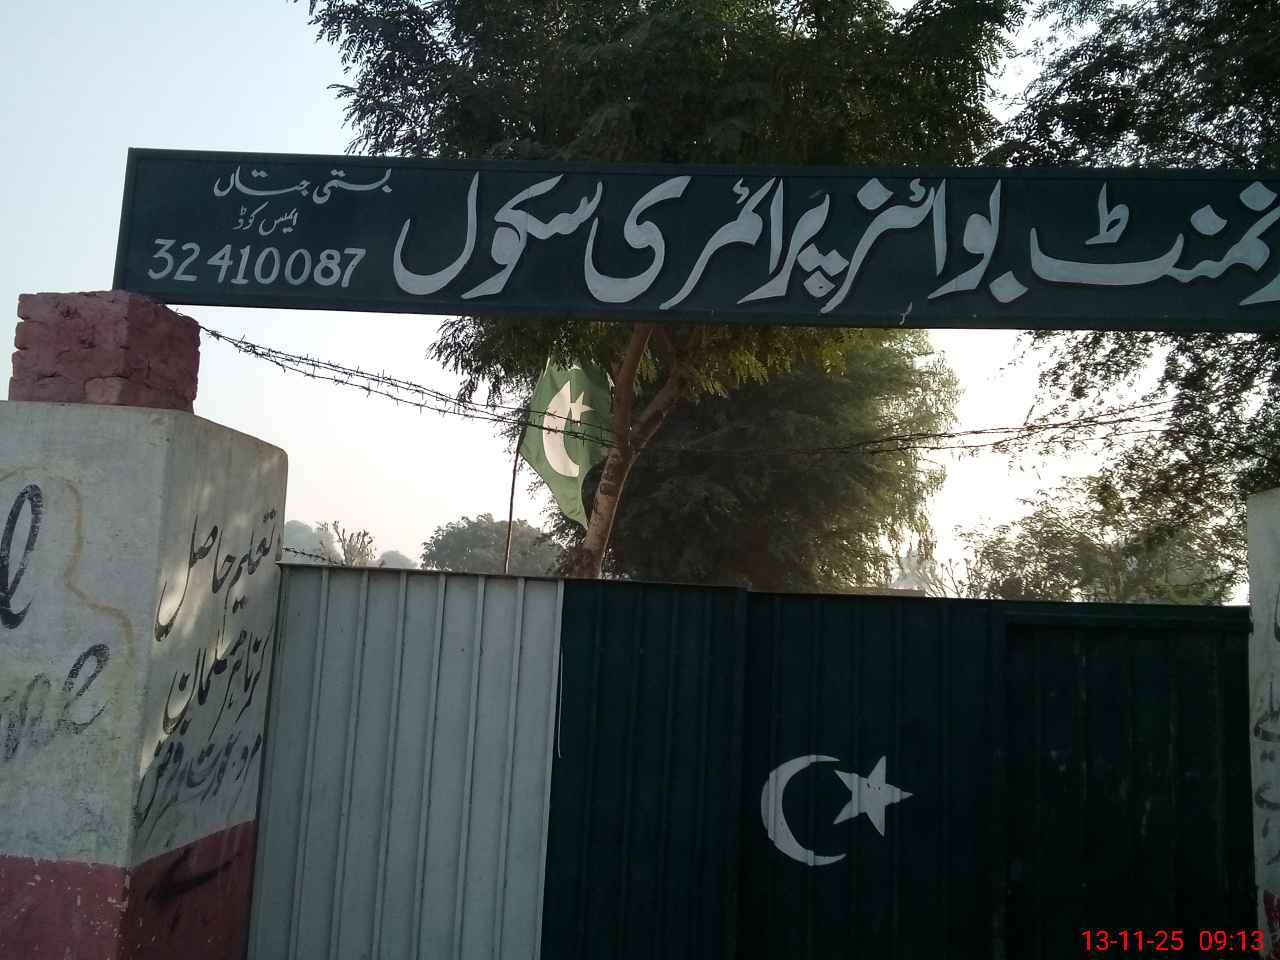 رنمنٹ بوائز پرائمری سکول
بستی جتاں
ایمس کوڈ
32410087
تعلیم حاصل
کرنا ہر مسلمان
مرد عورت پر فرض
13-11-25 09:13